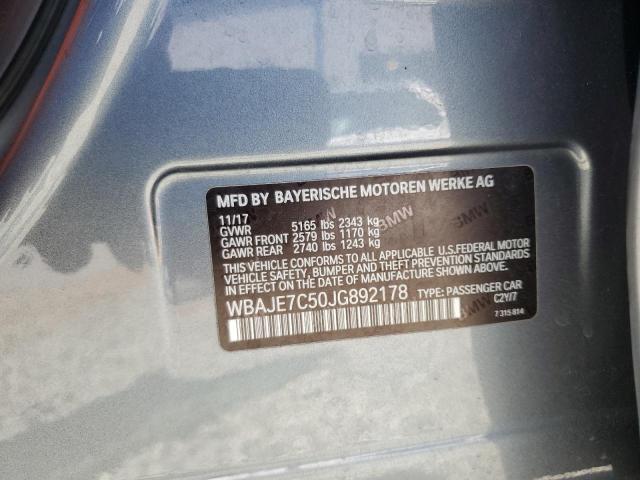 MFD BY BAYERISCHE MOTOREN WERKE AG
11/17
GVWR 5165 lbs 2343 kg
GAWR FRONT 2579 lbs 1170 kg
GAWR REAR 2740 lbs 1243 kg
THIS VEHICLE CONFORMS TO ALL APPLICABLE U.S.FEDERAL MOTOR
VEHICLE SAFETY, BUMPER, AND THEFT PREVENTION STANDARDS
IN EFFECT ON THE DATE OF MANUFACTURE SHOWN ABOVE.
WBAJE7C50JG892178 TYPE: PASSENGER CAR
C2Y/7
7 315 814